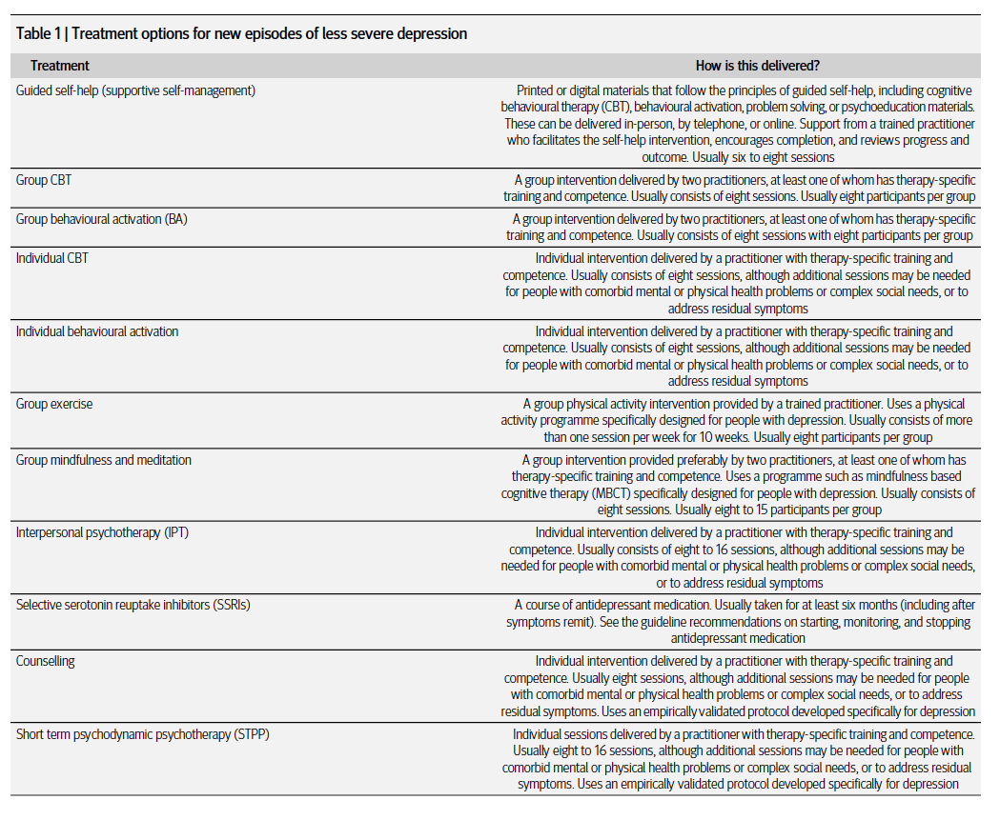 Table 1 | Treatment options for new episodes of less severe depression
Treatment
How is this delivered?
Guided self-help (supportive self-management)
Printed or digital materials that follow the principles of guided self-help, including cognitive
behavioural therapy (CBT), behavioural activation, problem solving, or psychoeducation materials.
These can be delivered in-person, by telephone, or online. Support from a trained practitioner
who facilitates the self-help intervention, encourages completion, and reviews progress and
outcome. Usually six to eight sessions
Group CBT
A group intervention delivered by two practitioners, at least one of whom has therapy-specific
training and competence. Usually consists of eight sessions. Usually eight participants per group
Group behavioural activation (BA)
A group intervention delivered by two practitioners, at least one of whom has therapy-specific
training and competence. Usually consists of eight sessions with eight participants per group
Individual CBT
Individual intervention delivered by a practitioner with therapy-specific training and
competence. Usually consists of eight sessions, although additional sessions may be needed
for people with comorbid mental or physical health problems or complex social needs, or to
address residual symptoms
Individual behavioural activation
Individual intervention delivered by a practitioner with therapy-specific training and
competence. Usually consists of eight sessions, although additional sessions may be needed
for people with comorbid mental or physical health problems or complex social needs, or to
address residual symptoms
Group exercise
A group physical activity intervention provided by a trained practitioner. Uses a physical
activity programme specifically designed for people with depression. Usually consists of more
than one session per week for 10 weeks. Usually eight participants per group
Group mindfulness and meditation
A group intervention provided preferably by two practitioners, at least one of whom has
therapy-specific training and competence. Uses a programme such as mindfulness based
cognitive therapy (MBCT) specifically designed for people with depression. Usually consists of
eight sessions. Usually eight to 15 participants per group
Interpersonal psychotherapy (IPT)
Individual intervention delivered by a practitioner with therapy-specific training and
competence. Usually consists of eight to 16 sessions, although additional sessions may be
needed for people with comorbid mental or physical health problems or complex social needs,
or to address residual symptoms
Selective serotonin reuptake inhibitors (SSRIs)
A course of antidepressant medication. Usually taken for at least six months (including after
symptoms remit). See the guideline recommendations on starting, monitoring, and stopping
antidepressant medication
Counselling
Individual intervention delivered by a practitioner with therapy-specific training and
competence. Usually eight sessions, although additional sessions may be needed for people
with comorbid mental or physical health problems or complex social needs, or to address
residual symptoms. Uses an empirically validated protocol developed specifically for depression
Short term psychodynamic psychotherapy (STPP)
Individual sessions delivered by a practitioner with therapy-specific training and competence.
Usually eight to 16 sessions, although additional sessions may be needed for people with
comorbid mental or physical health problems or complex social needs, or to address residual
symptoms. Uses an empirically validated protocol developed specifically for depression